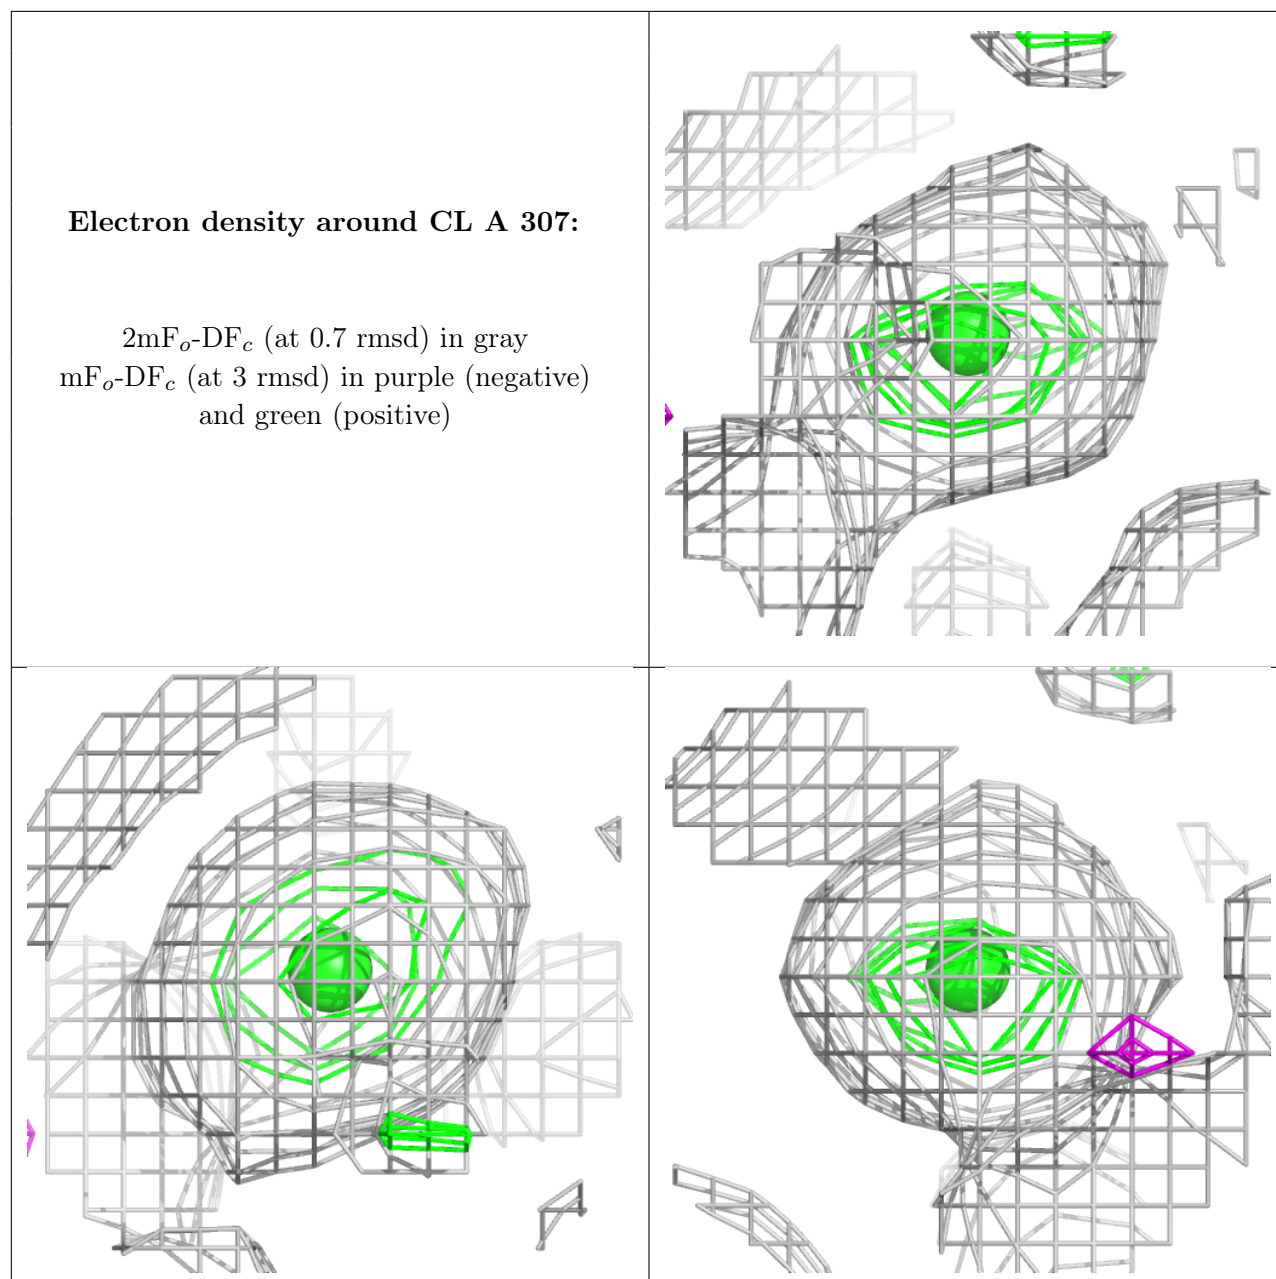 Electron density around CL A 307:
2mFo-DFc (at 0.7 rmsd) in gray
mFo-DFc (at 3 rmsd) in purple (negative)
and green (positive)